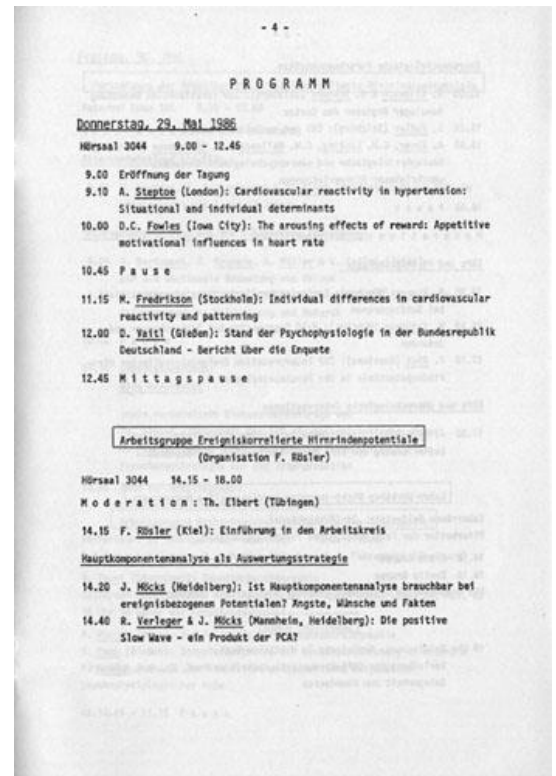 - 4 -
P R O G R A M M
Donnerstag, 29. Mai 1986
Hörsaal 3044 9.00 - 12.45
9.00 Eröffnung der Tagung
9.10 A. Steptoe (London): Cardiovascular reactivity in hypertension:
Situational and individual determinants
10.00 D.C. Fowles (Iowa City): The arousing effects of reward: Appetitive
motivational influences in heart rate
10.45 P a u s e
11.15 M. Fredrikson (Stockholm): Individual differences in cardiovascular
reactivity and patterning
12.00 D. Vaitl (Gießen): Stand der Psychophysiologie in der Bundesrepublik
Deutschland - Bericht über die Enquete
12.45 M i t t a g s p a u s e
Arbeitsgruppe Ereigniskorrelierte Hirnrindenpotentiale
(Organisation F. Rösler)
Hörsaal 3044 14.15 - 18.00
M o d e r a t i o n : Th. Elbert (Tübingen)
14.15 F. Rösler (Kiel): Einführung in den Arbeitskreis
Hauptkomponentenanalyse als Auswertungsstrategie
14.20 J. Möcks (Heidelberg): Ist Hauptkomponentenanalyse brauchbar bei
ereignisbezogenem Potentialen? Ängste, Wünsche und Fakten
14.40 R. Verleger & J. Möcks (Mannheim, Heidelberg): Die positive
Slow Wave - ein Produkt der PCA?